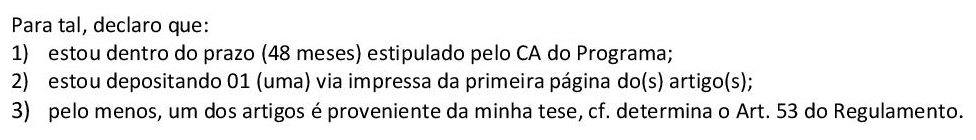 Para tal, declaro que:
1) estou dentro do prazo (48 meses) estipulado pelo CA do Programa;
2) estou depositando 01 (uma) via impressa da primeira página do(s) artigo(s);
3) pelo menos, um dos artigos é proveniente da minha tese, cf. determina o Art. 53 do Regulamento.